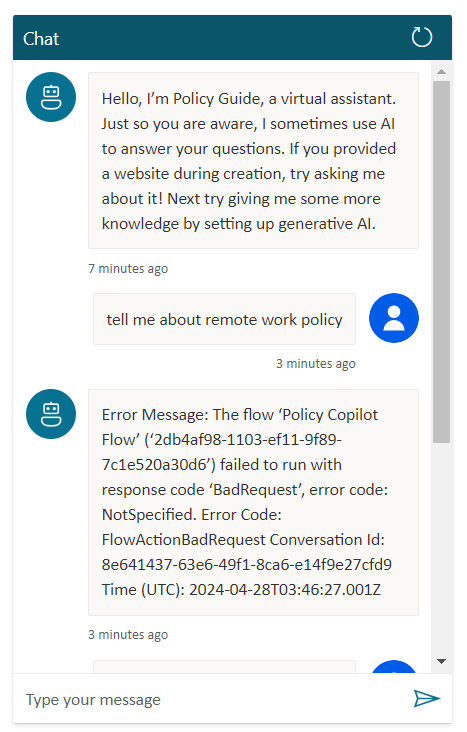 Chat
Hello, I’m Policy Guide, a virtual assistant.
Just so you are aware, I sometimes use AI
to answer your questions. If you provided
a website during creation, try asking me
about it! Next try giving me some more
knowledge by setting up generative AI.
7 minutes ago
tell me about remote work policy
3 minutes ago
Error Message: The flow ‘Policy Copilot
Flow’ (‘2db4af98-1103-ef11-9f89-
7c1e520a30d6’) failed to run with
response code ‘BadRequest’, error code:
NotSpecified. Error Code:
FlowActionBadRequest Conversation Id:
8e641437-63e6-49f1-8ca6-e14f9e27cfd9
Time (UTC): 2024-04-28T03:46:27.001Z
3 minutes ago
Type your message